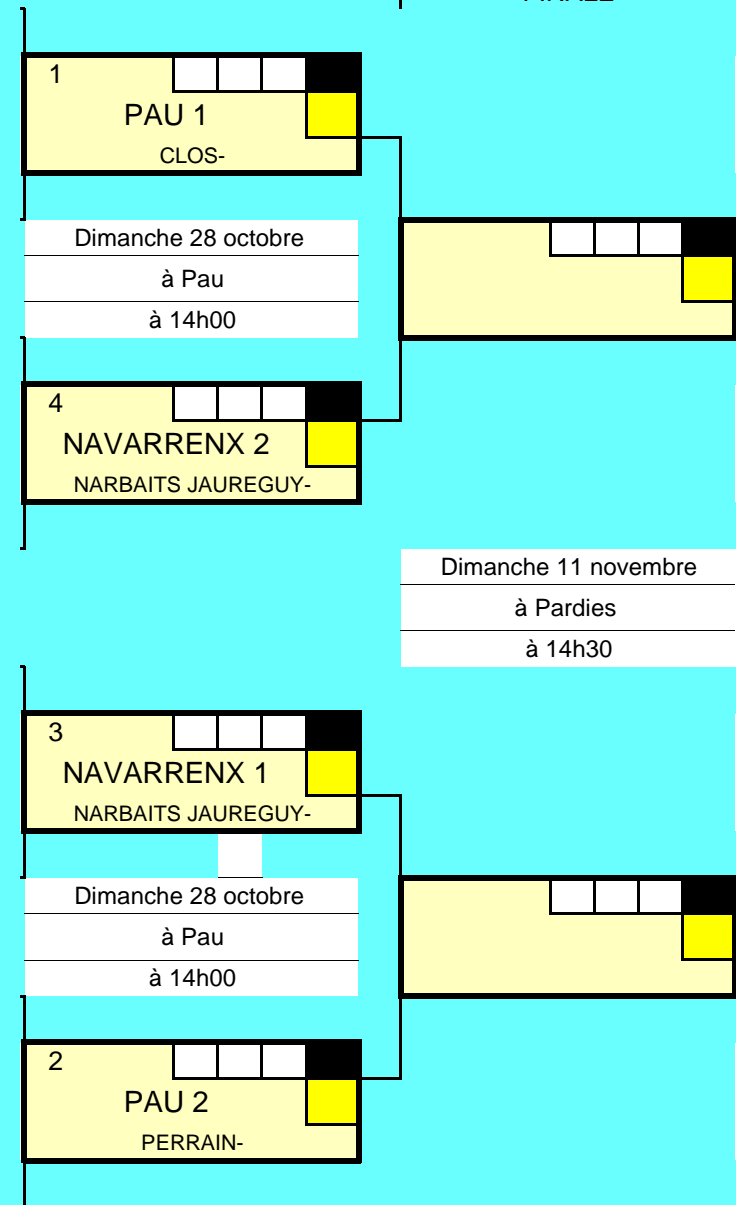 1
PAU 1
CLOS-
Dimanche 28 octobre
à Pau
à 14h00
4
NAVARRENX 2
NARBAITS JAUREGUY-
Dimanche 11 novembre
à Pardies
à 14h30
3
NAVARRENX 1
NARBAITS JAUREGUY-
Dimanche 28 octobre
à Pau
à 14h00
2
PAU 2
PERRAIN-